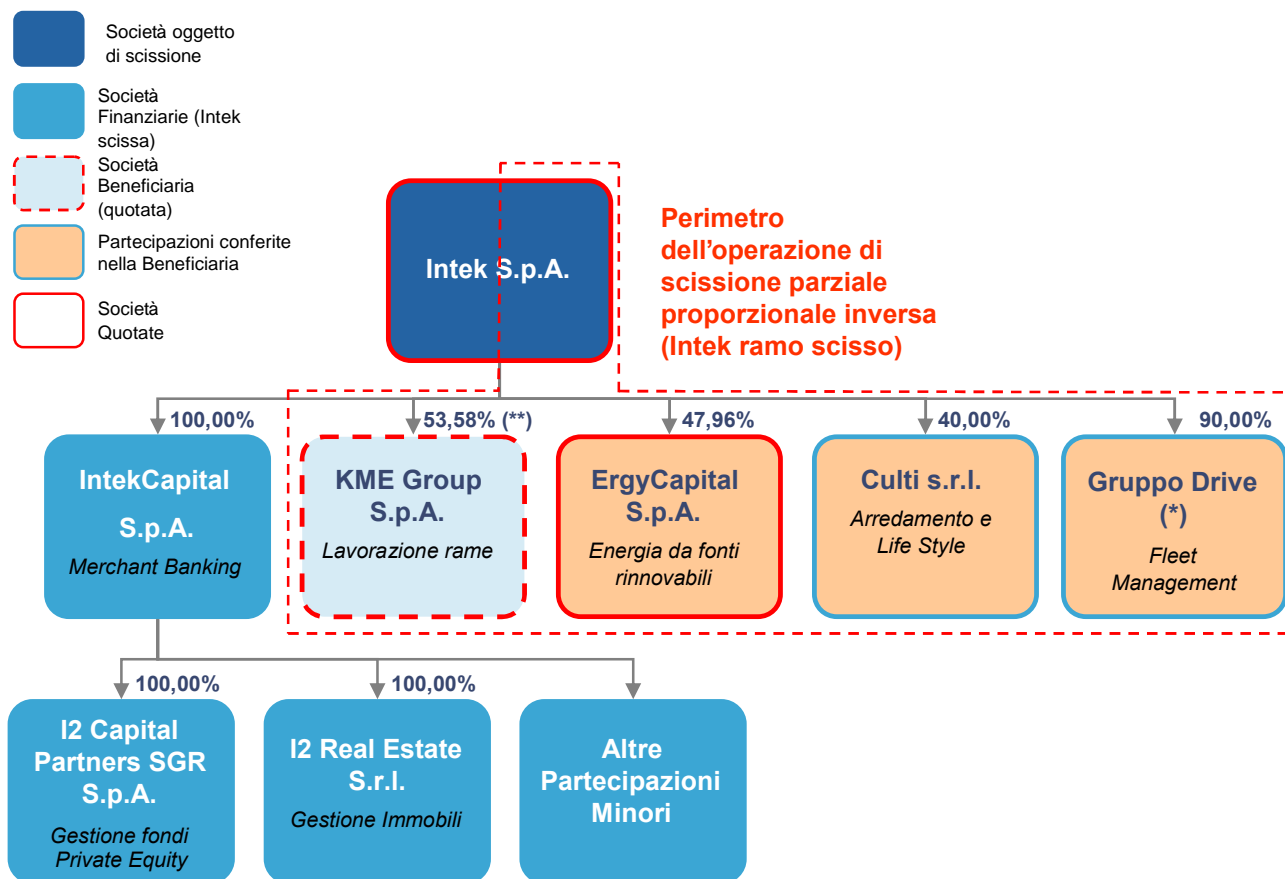 Società oggetto
di scissione
Società
Finanziarie (Intek
scissa)
Società
Beneficiaria
(quotata)
Partecipazioni conferite
nella Beneficiaria
Società
Quotate
Intek S.p.A.
Perimetro
dell'operazione di
scissione parziale
proporzionale inversa
(Intek ramo scisso)
100,00%
53,58% (**)
47,96%
40,00%
90,00%
IntekCapital
S.p.A.
Merchant Banking
KME Group
S.p.A.
Lavorazione rame
ErgyCapital
S.p.A.
Energia da fonti
rinnovabili
Culti s.r.l.
Arredamento e
Life Style
Gruppo Drive
(*)
Fleet
Management
100,00%
100,00%
I2 Capital
Partners SGR
S.p.A.
Gestione fondi
Private Equity
I2 Real Estate
S.r.l.
Gestione Immobili
Altre
Partecipazioni
Minori